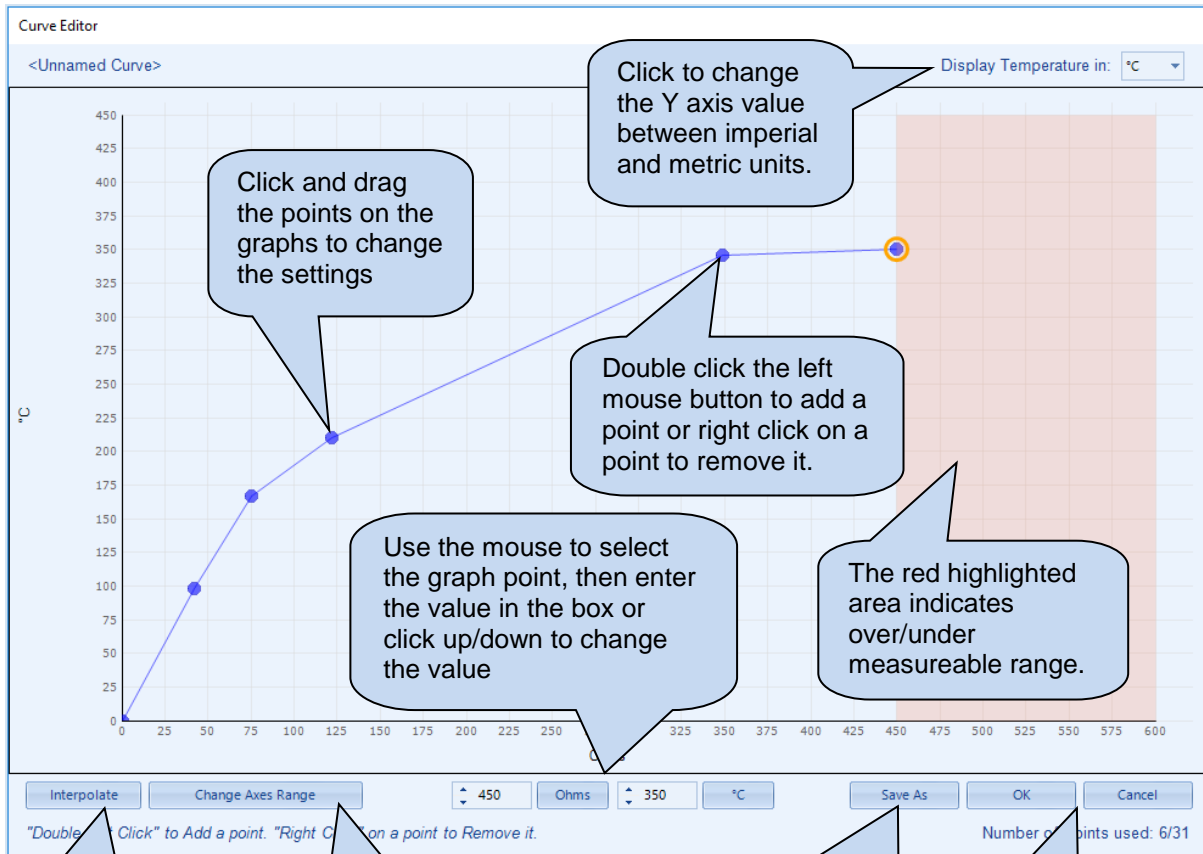 Curve Editor
<Unnamed Curve>
Display Temperature in: °C
Click to change
the Y axis value
between imperial
and metric units.
Click and drag
the points on the
graphs to change
the settings
Double click the left
mouse button to add a
point or right click on a
point to remove it.
Use the mouse to select
the graph point, then enter
the value in the box or
click up/down to change
the value
The red highlighted
area indicates
over/under
measureable range.
450
425
400
375
350
325
300
275
250
225
200
175
150
125
100
75
50
25
0
°C
0 25 50 75 100 125 150 175 200 225 250 325 350 375 400 425 450 475 500 525 550 575 600
Interpolate Change Axes Range 450 Ohms 350 °C Save As OK Cancel
"Double Click" to Add a point. "Right on a point to Remove it.
Number used: 6/31